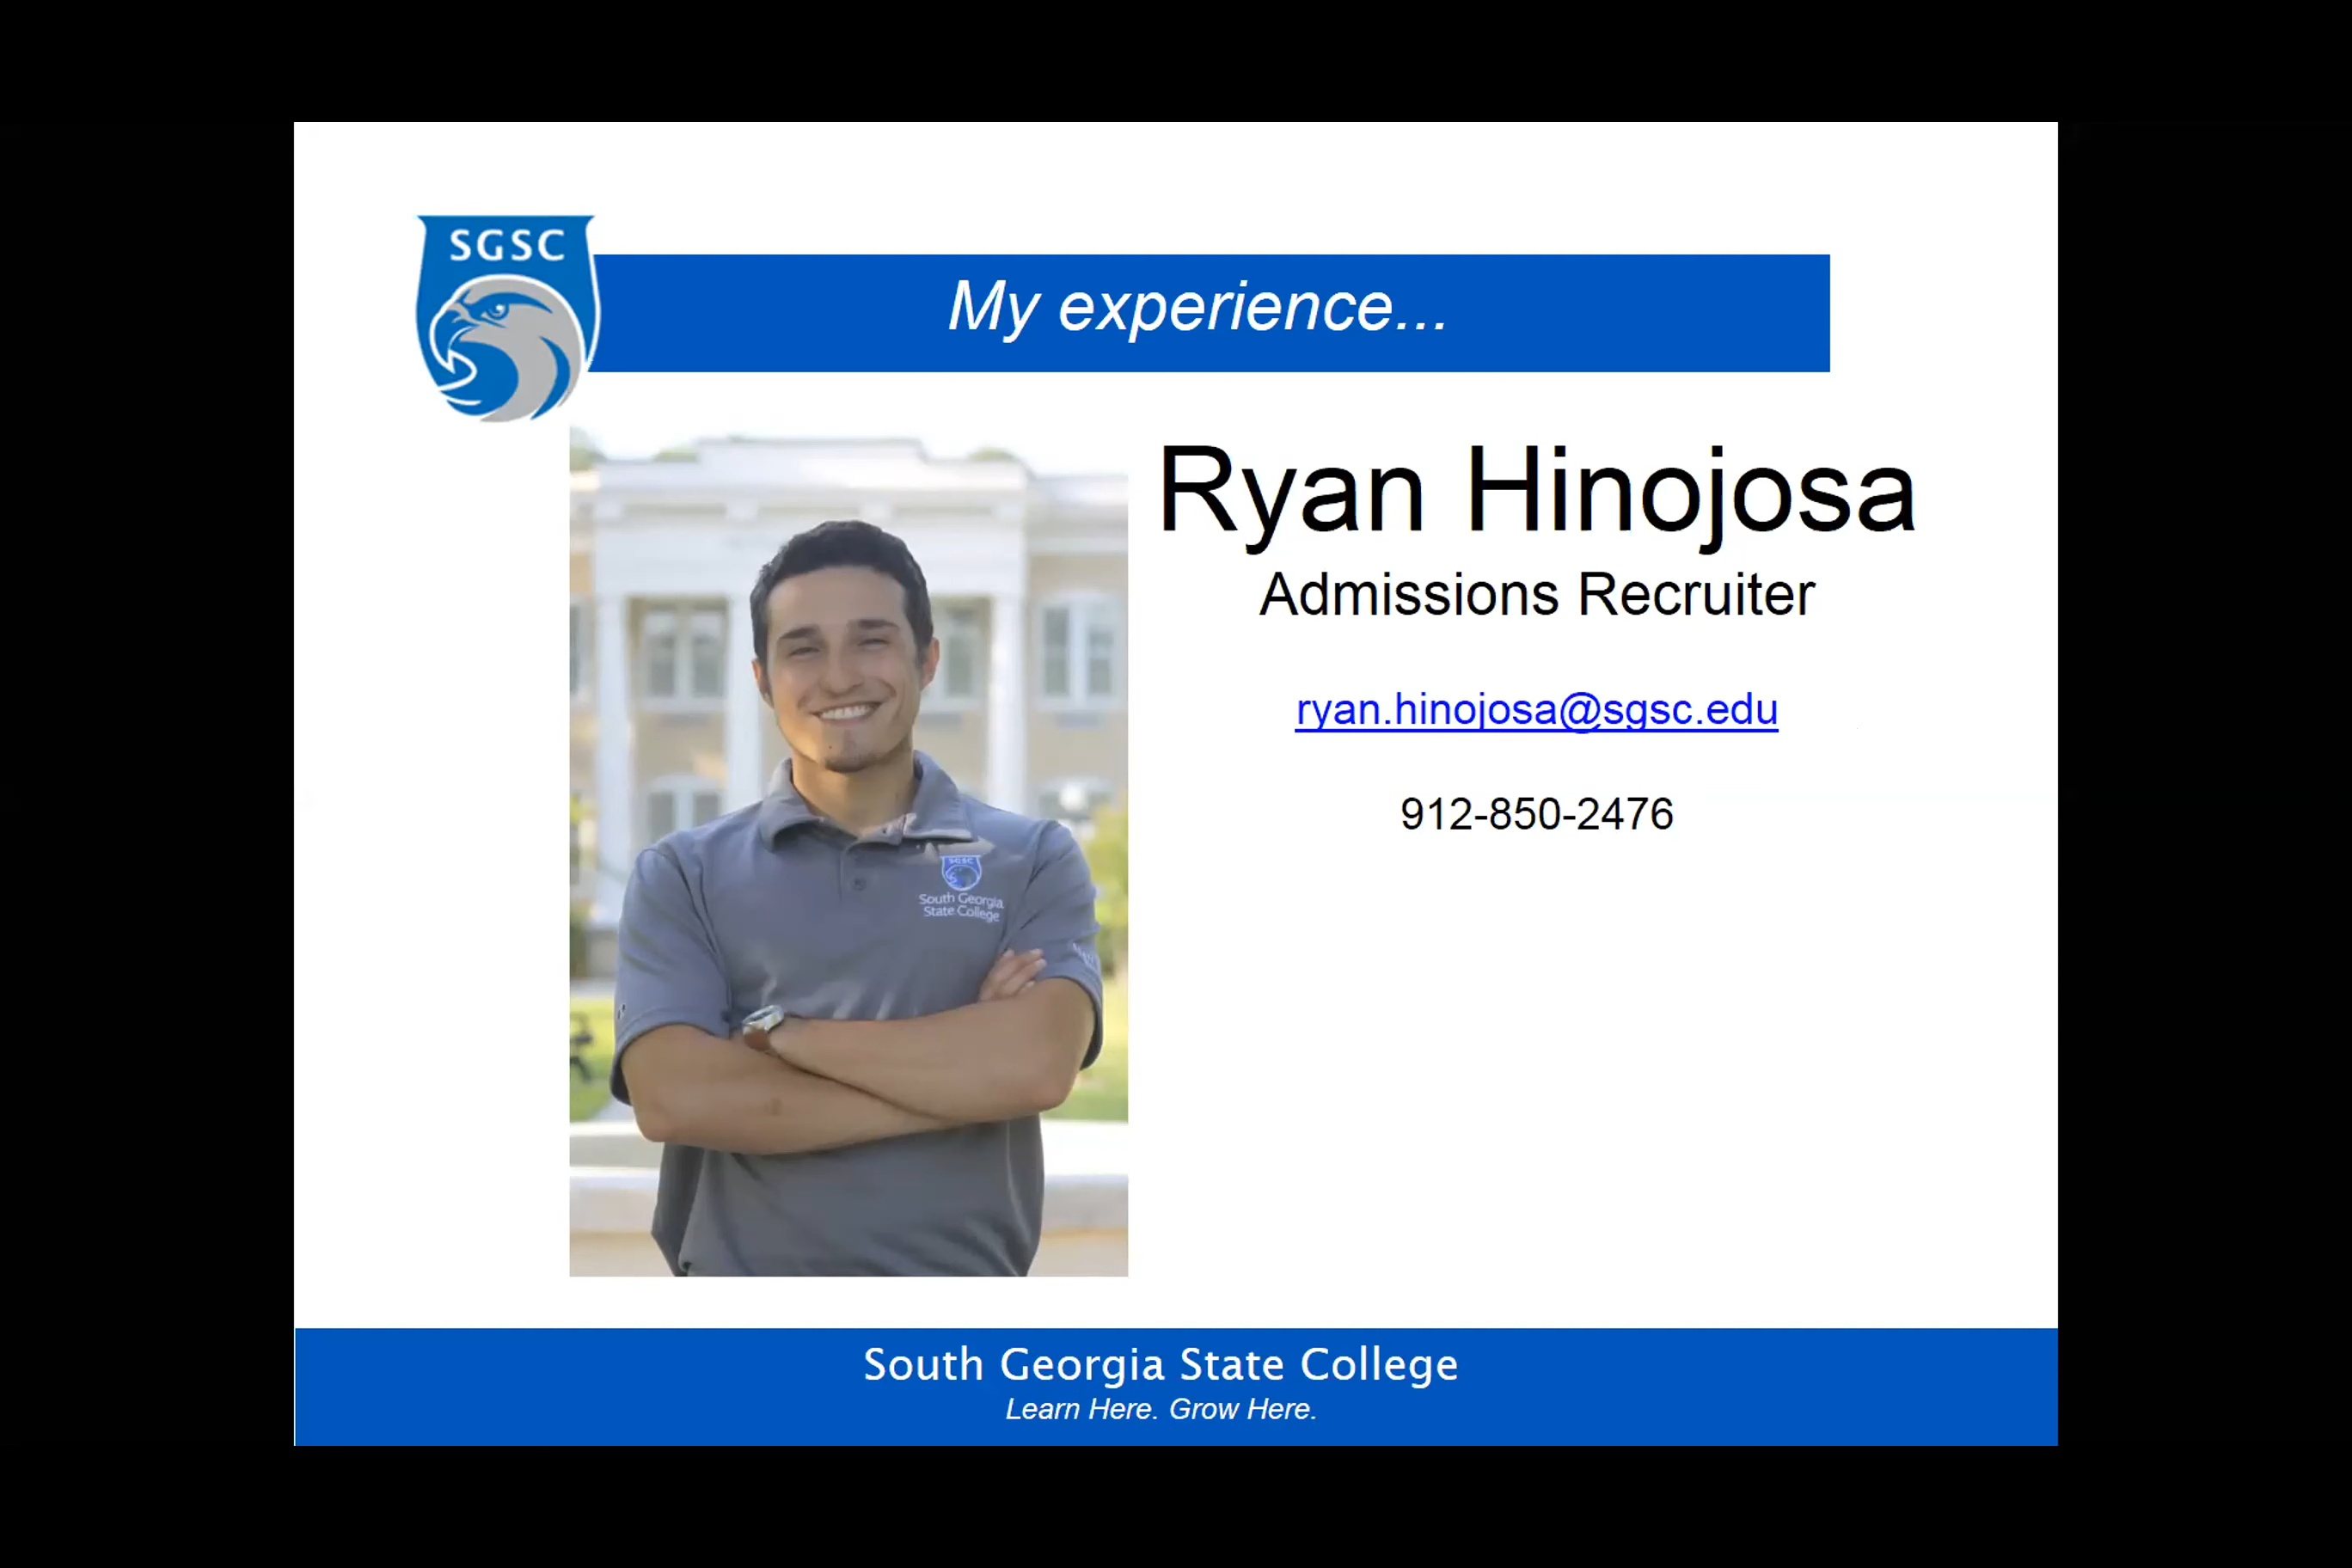 SGSC
My experience...
Ryan Hinojosa
Admissions Recruiter
ryan.hinojosa@sgsc.edu
912-850-2476
SGSC
South Georgia
State College
South Georgia State College
Learn Here. Grow Here.